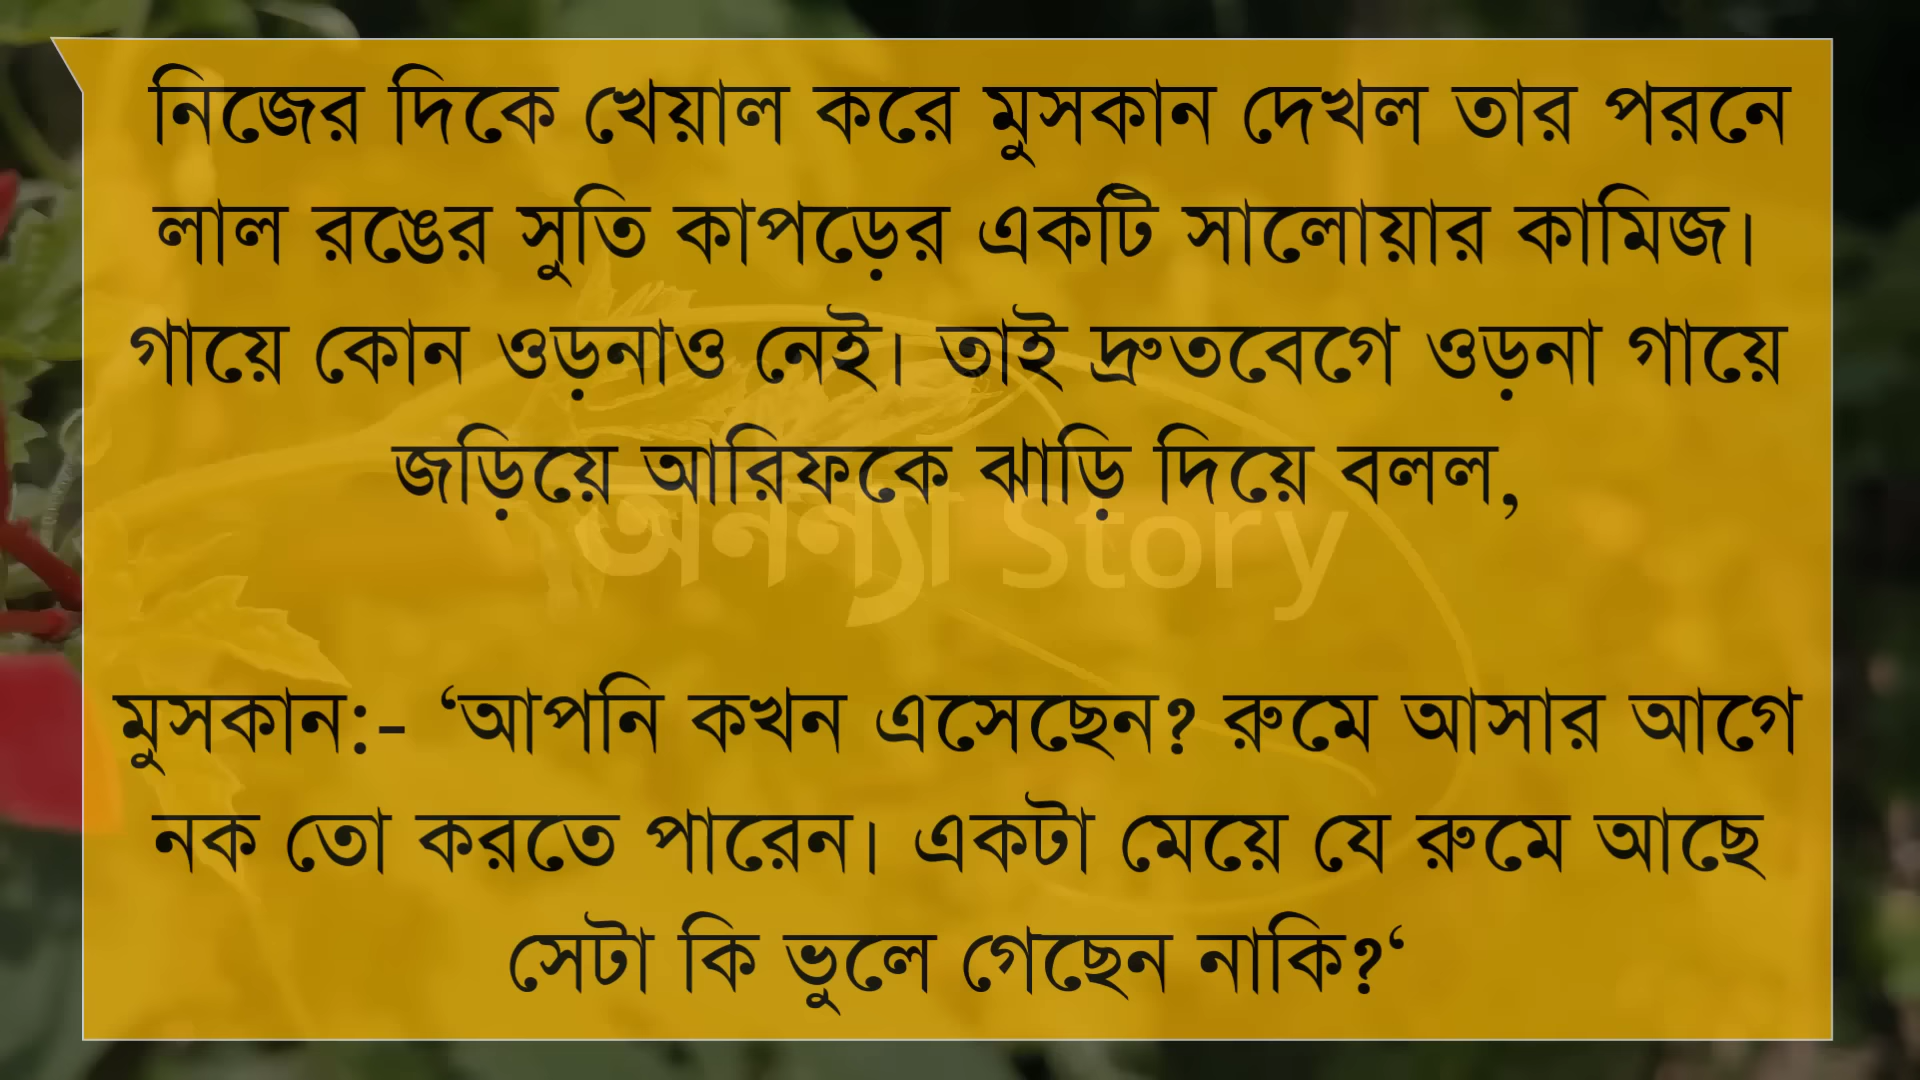 নিজের দিকে খেয়াল করে মুসকান দেখল তার পরনে
লাল রঙের সুতি কাপড়ের একটি সালোয়ার কামিজ।
গায়ে কোন ওড়নাও নেই। তাই দ্রুতবেগে ওড়না গায়ে
জড়িয়ে আরিফকে ঝাড়ি দিয়ে বলল,
অনন্যা Story
মুসকান:- ‘আপনি কখন এসেছেন? রুমে আসার আগে
নক তো করতে পারেন। একটা মেয়ে যে রুমে আছে
সেটা কি ভুলে গেছেন নাকি?‘